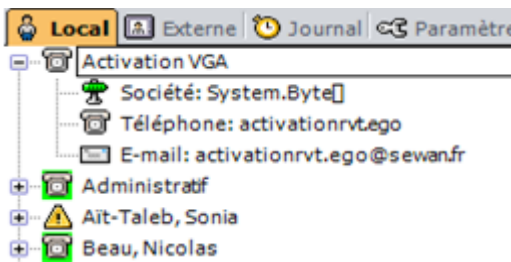 Local Externe Journal Paramètre
Activation VGA
Société: System.Byte[]
Téléphone: activationrvt.ego
E-mail: activationrvt.ego@sewan.fr
Administratif
Aït-Taleb, Sonia
Beau, Nicolas